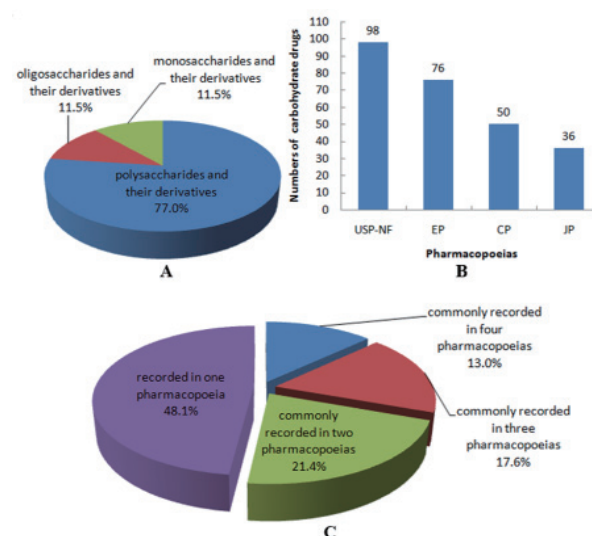 oligosaccharides and
their derivatives
11.5%
monosaccharides and
their derivatives
11.5%
polysaccharides and
their derivatives
77.0%
A
Numbers of carbohydrate drugs
110
100
90
80
70
60
50
40
30
20
10
0
98
76
50
36
USP-NF EP CP JP
Pharmacopoeias
B
commonly recorded
in four
pharmacopoeias
13.0%
recorded in one
pharmacopoeia
48.1%
commonly
recorded in two
pharmacopoeias
21.4%
commonly
recorded in three
pharmacopoeias
17.6%
C